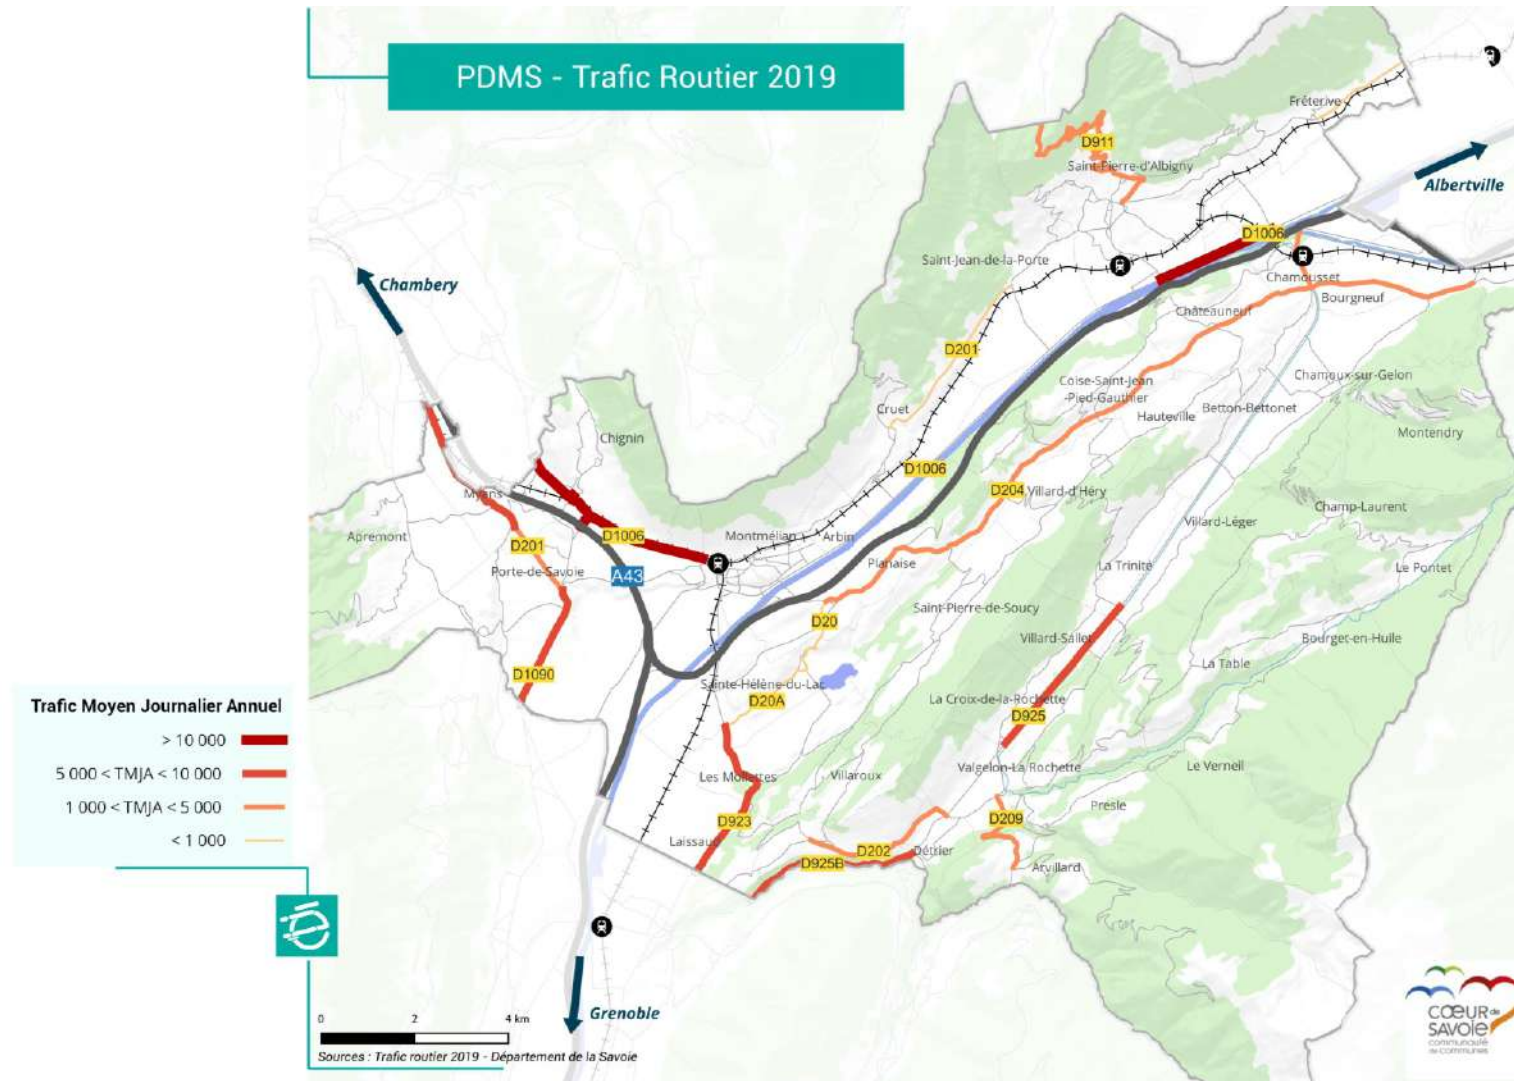 PDMS - Trafic Routier 2019
Fréterive
D911
Saint-Pierre-d'Albigny
Albertville
D1006
Saint-Jean-de-la-Porte
Chamousset
Chambery
Bourgneuf
Châteauneuf
D201
Coise-Saint-Jean
-Pied-Gauthier
Chamoux-sur-Gelon
Cruet
Hauteville
Betton-Bettonet
Chignin
Montendry
D1006
Myans
D204
Villard-d'Héry
Champ-Laurent
Villard-Léger
Apremont
D201
D1006
Montmélian
Arbin
Porte-de-Savoie
A43
Planaise
La Trinité
Le Pontet
Saint-Pierre-de-Soucy
D20
Villard-Sallet
Bourget-en-Huile
La Table
D1090
Sainte-Hélène-du-Lac
D20A
La Croix-de-la-Rochette
D925
Trafic Moyen Journalier Annuel
> 10 000
5 000 < TMJA < 10 000
1 000 < TMJA < 5 000
< 1 000
Les Mollettes
Villaroux
Valgelon-La Rochette
Le Verneil
Presle
D923
D209
Laissaud
D202
Détrier
D925B
Arvillard
Grenoble
0 2 4 km
Sources : Trafic routier 2019 - Département de la Savoie
CŒUR de
SAVOIE
communauté
de communes